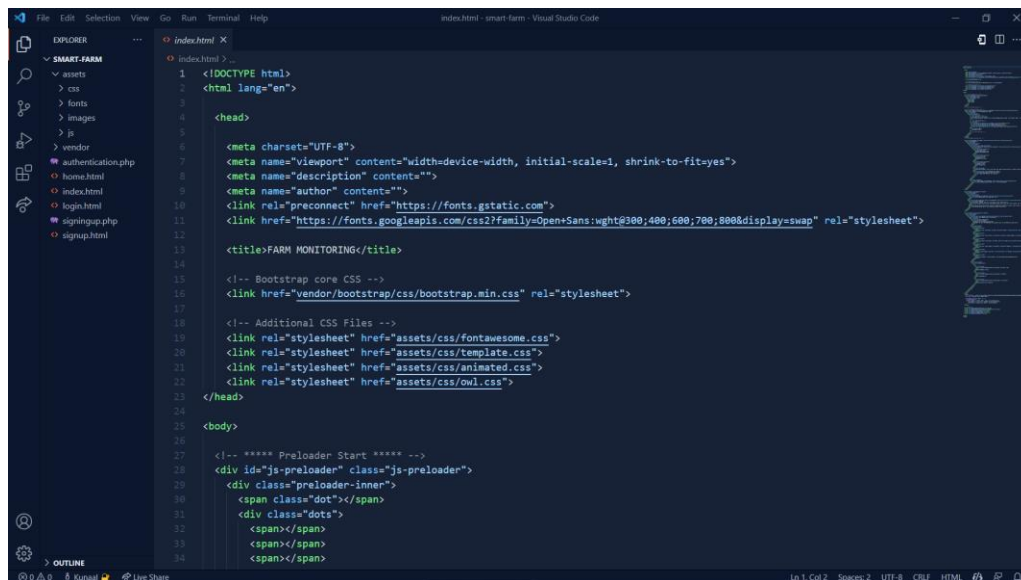 File Edit Selection View Go Run Terminal Help
index.html - smart-farm - Visual Studio Code
EXPLORER
SMART-FARM
assets
css
fonts
images
js
vendor
authentication.php
home.html
index.html
login.html
signingup.php
signup.html
OUTLINE
index.html
index.html > ...
1 <!DOCTYPE html>
2 <html lang="en">
3
4 <head>
5
6 <meta charset="UTF-8">
7 <meta name="viewport" content="width=device-width, initial-scale=1, shrink-to-fit=yes">
8 <meta name="description" content="">
9 <meta name="author" content="">
10 <link rel="preconnect" href="https://fonts.gstatic.com">
11 <link href="https://fonts.googleapis.com/css2?family=Open+Sans:wght@300;400;600;700;800&display=swap" rel="stylesheet">
12
13 <title>FARM MONITORING</title>
14
15 <!-- Bootstrap core CSS -->
16 <link href="vendor/bootstrap/css/bootstrap.min.css" rel="stylesheet">
17
18 <!-- Additional CSS Files -->
19 <link rel="stylesheet" href="assets/css/fontawesome.css">
20 <link rel="stylesheet" href="assets/css/template.css">
21 <link rel="stylesheet" href="assets/css/animated.css">
22 <link rel="stylesheet" href="assets/css/owl.css">
23 </head>
24
25 <body>
26
27 <!-- ***** Preloader Start ***** -->
28 <div id="js-preloader" class="js-preloader">
29 <div class="preloader-inner">
30 <span class="dot"></span>
31 <div class="dots">
32 <span></span>
33 <span></span>
34 <span></span>
0 0 Kunaal Live Share
Ln 1, Col 2 Spaces: 2 UTF-8 CRLF HTML